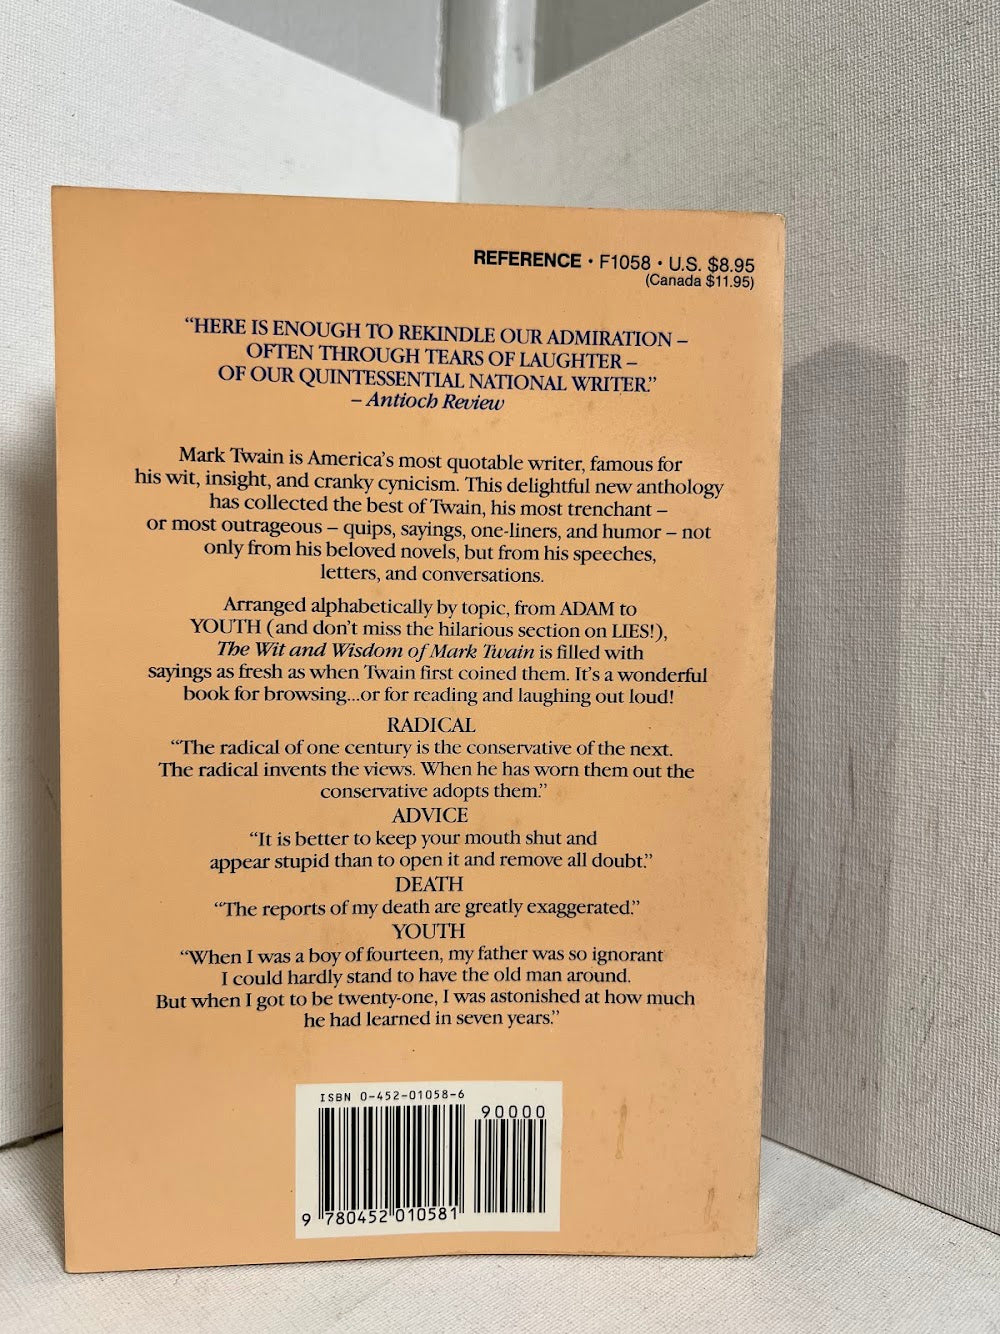 REFERENCE • F1058 • U.S. $8.95
(Canada $11.95)
“HERE IS ENOUGH TO REKINDLE OUR ADMIRATION –
OFTEN THROUGH TEARS OF LAUGHTER –
OF OUR QUINTESSENTIAL NATIONAL WRITER.”
– Antioch Review
Mark Twain is America’s most quotable writer, famous for
his wit, insight, and cranky cynicism. This delightful new anthology
has collected the best of Twain, his most trenchant –
or most outrageous – quips, sayings, one-liners, and humor – not
only from his beloved novels, but from his speeches,
letters, and conversations.
Arranged alphabetically by topic, from ADAM to
YOUTH (and don’t miss the hilarious section on LIES!),
The Wit and Wisdom of Mark Twain is filled with
sayings as fresh as when Twain first coined them. It’s a wonderful
book for browsing...or for reading and laughing out loud!
RADICAL
“The radical of one century is the conservative of the next.
The radical invents the views. When he has worn them out the
conservative adopts them.”
ADVICE
“It is better to keep your mouth shut and
appear stupid than to open it and remove all doubt.”
DEATH
“The reports of my death are greatly exaggerated.”
YOUTH
“When I was a boy of fourteen, my father was so ignorant
I could hardly stand to have the old man around.
But when I got to be twenty-one, I was astonished at how much
he had learned in seven years.”
ISBN 0-452-01058-6
90000
9 780452 010581